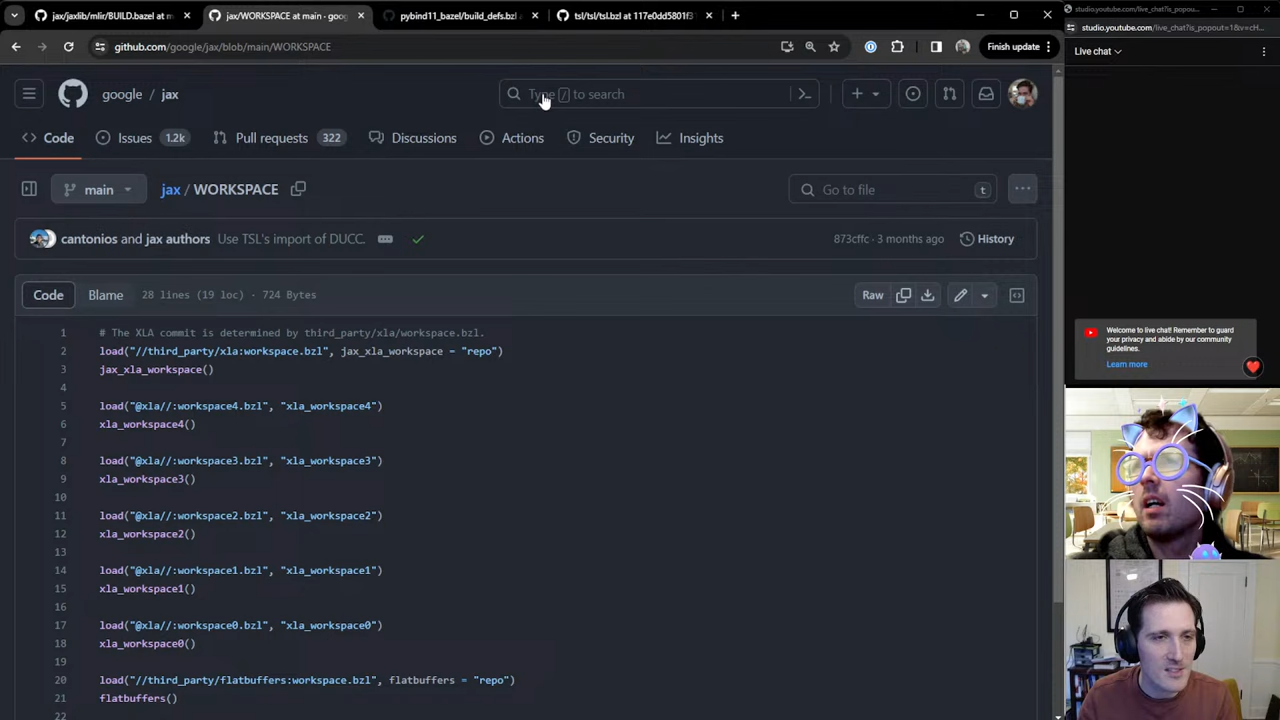 jax/jaxlib/mlir/BUILD.bazel at m
jax/WORKSPACE at main · goog
pybind11_bazel/build_defs.bzl
tsl/tsl/tsl.bzl at 117e0dd5801f3
github.com/google/jax/blob/main/WORKSPACE
Finish update
google / jax
Type / to search
Code
Issues 1.2k
Pull requests 322
Discussions
Actions
Security
Insights
main
jax / WORKSPACE
Go to file t
cantonios and jax authors Use TSL's import of DUCC.
873cffc · 3 months ago
History
Code
Blame
28 lines (19 loc) · 724 Bytes
Raw
1 # The XLA commit is determined by third_party/xla/workspace.bzl.
2 load("//third_party/xla:workspace.bzl", jax_xla_workspace = "repo")
3 jax_xla_workspace()
4
5 load("@xla//:workspace4.bzl", "xla_workspace4")
6 xla_workspace4()
7
8 load("@xla//:workspace3.bzl", "xla_workspace3")
9 xla_workspace3()
10
11 load("@xla//:workspace2.bzl", "xla_workspace2")
12 xla_workspace2()
13
14 load("@xla//:workspace1.bzl", "xla_workspace1")
15 xla_workspace1()
16
17 load("@xla//:workspace0.bzl", "xla_workspace0")
18 xla_workspace0()
19
20 load("//third_party/flatbuffers:workspace.bzl", flatbuffers = "repo")
21 flatbuffers()
22
studio.youtube.com/live_chat?is_popou...
studio.youtube.com/live_chat?is_popout=1&v=cH...
Live chat
Welcome to live chat! Remember to guard
your privacy and abide by our community
guidelines.
Learn more